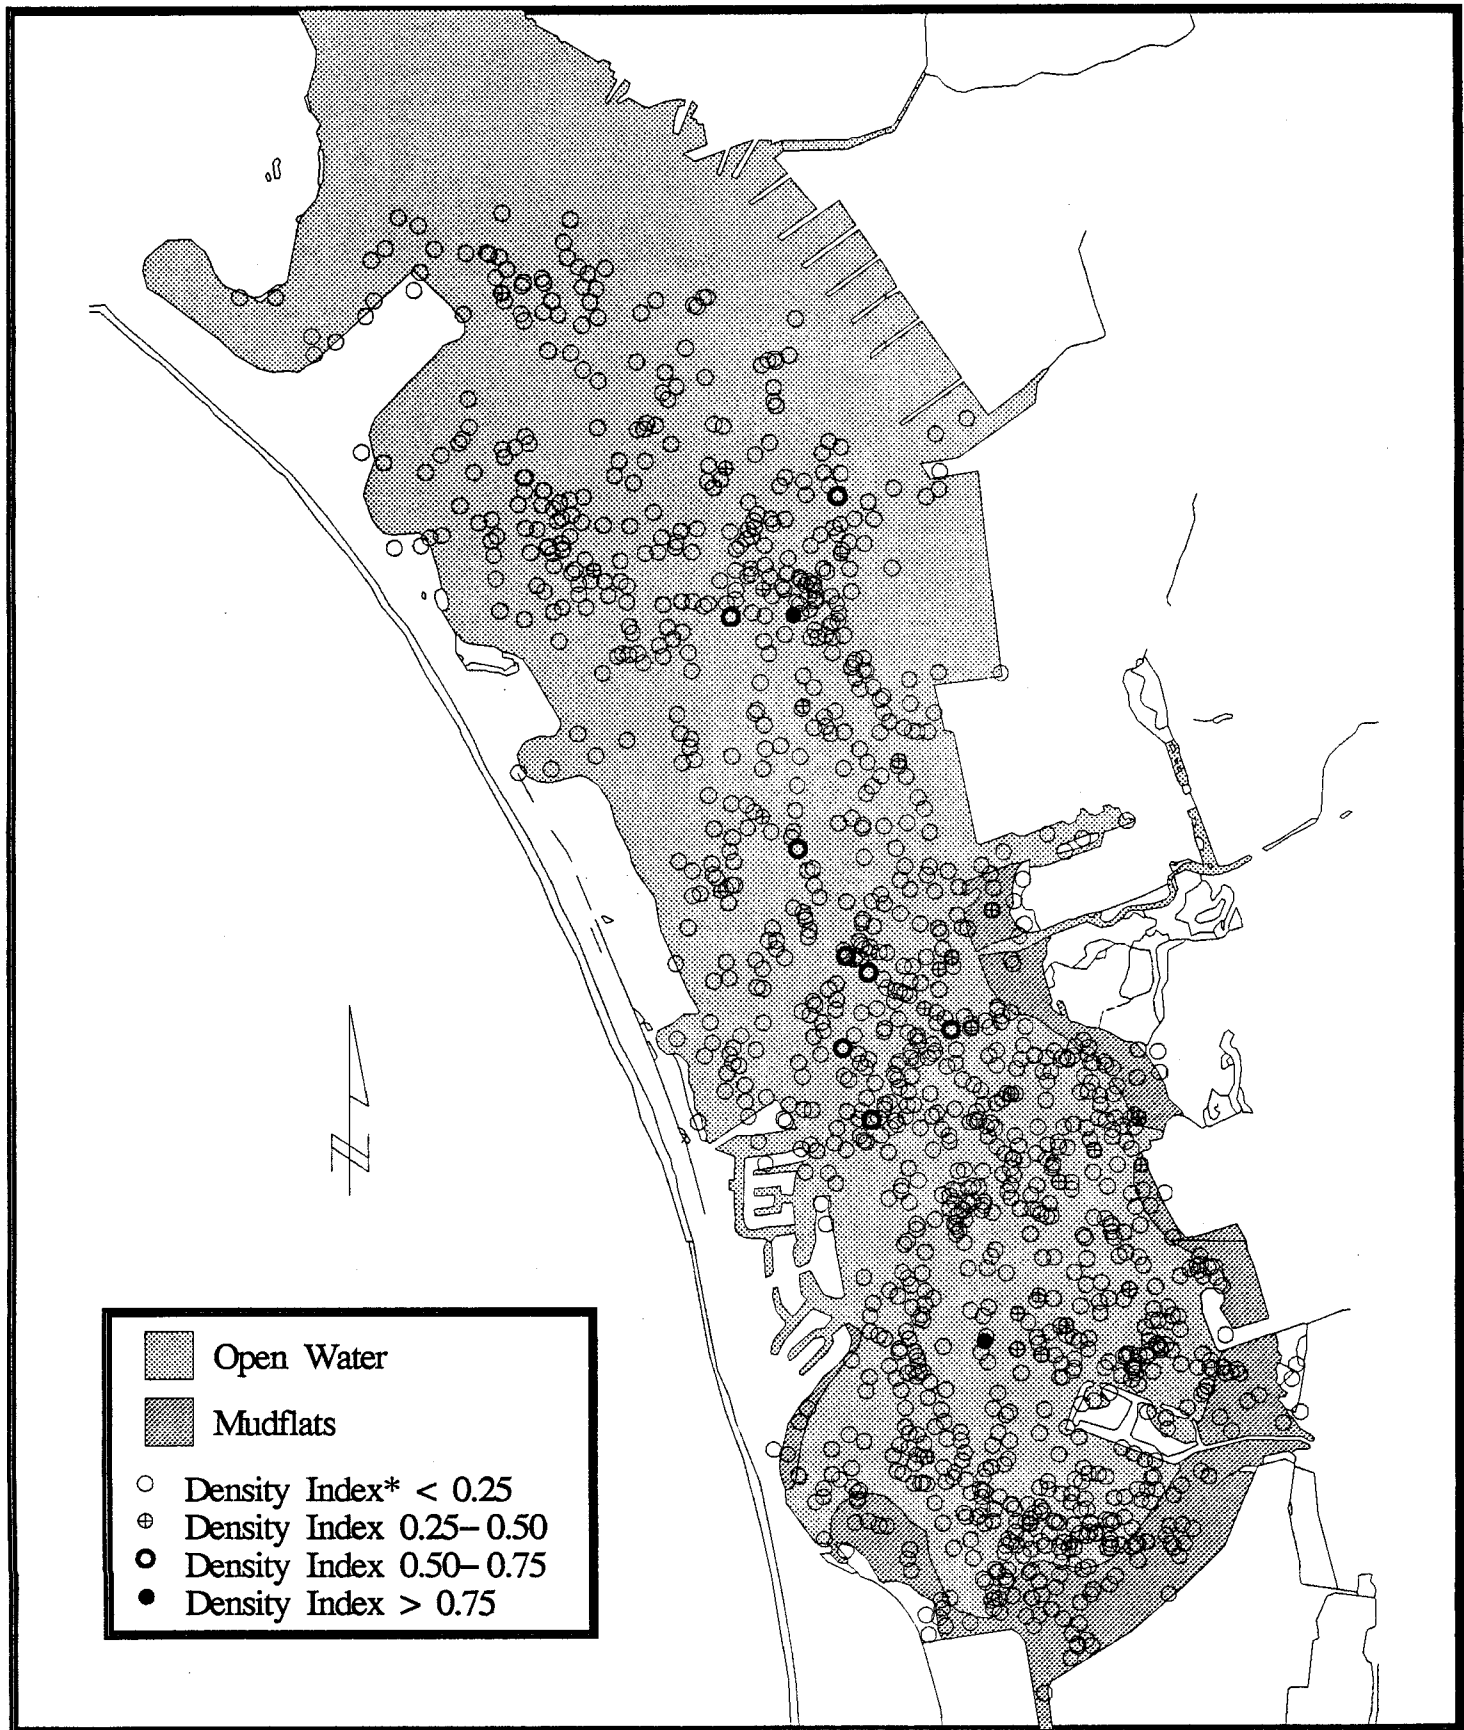 Open Water
Mudflats
Density Index* < 0.25
Density Index 0.25-0.50
Density Index 0.50-0.75
Density Index > 0.75